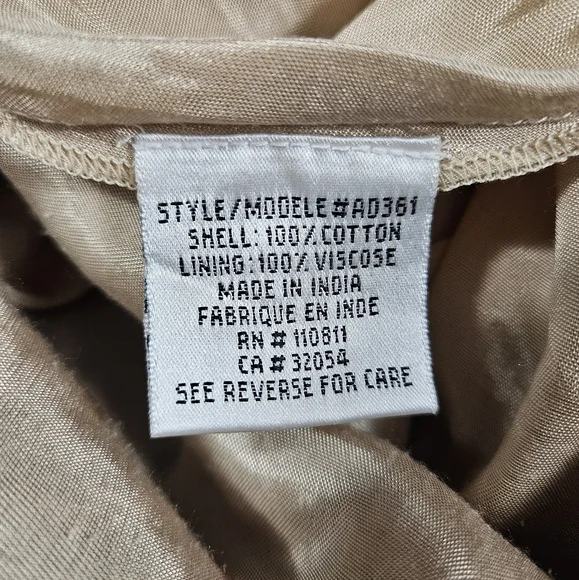 STYLE/MODELE#AD361
SHELL: 100% COTTON
LINING: 100% VISCOSE
MADE IN INDIA
FABRIQUE EN INDE
RN # 110811
CA # 32054
SEE REVERSE FOR CARE